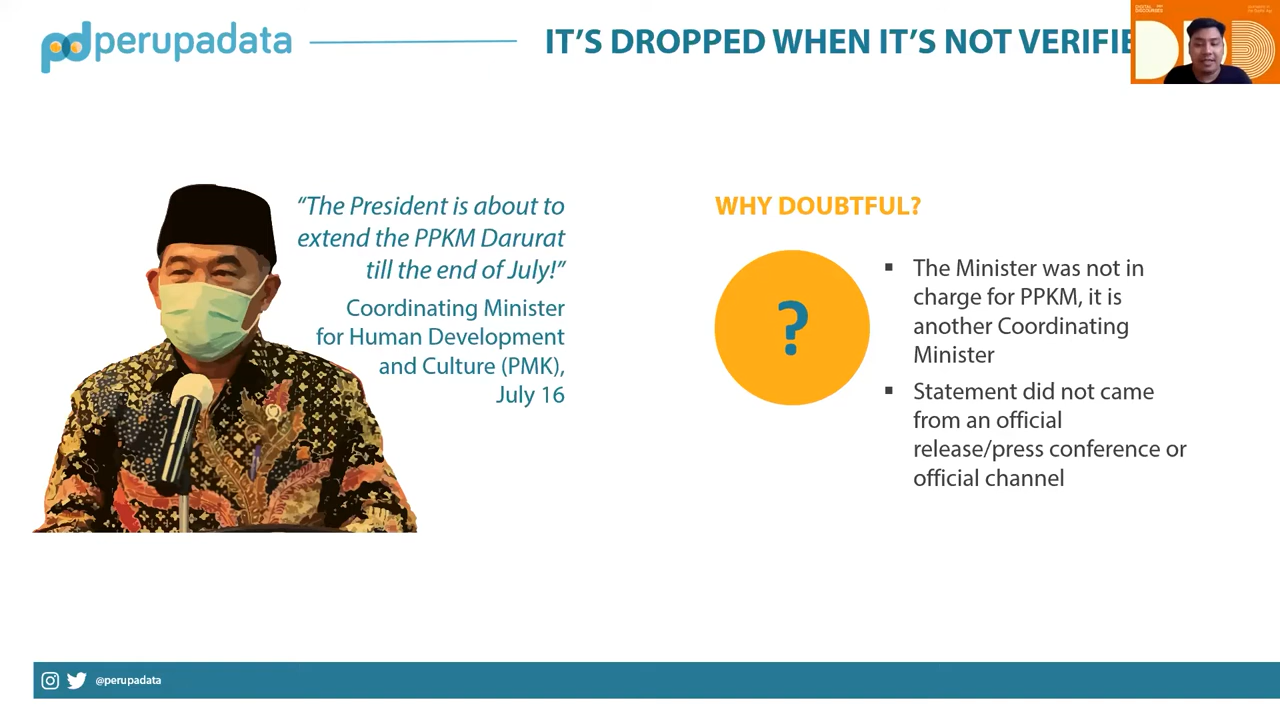 perupadata
IT'S DROPPED WHEN IT'S NOT
“The President is about to
extend the PPKM Darurat
till the end of July!”
Coordinating Minister
for Human Development
and Culture (PMK),
July 16
WHY DOUBTFUL?
?
▪ The Minister was not in
charge for PPKM, it is
another Coordinating
Minister
▪ Statement did not came
from an official
release/press conference or
official channel
@perupadata